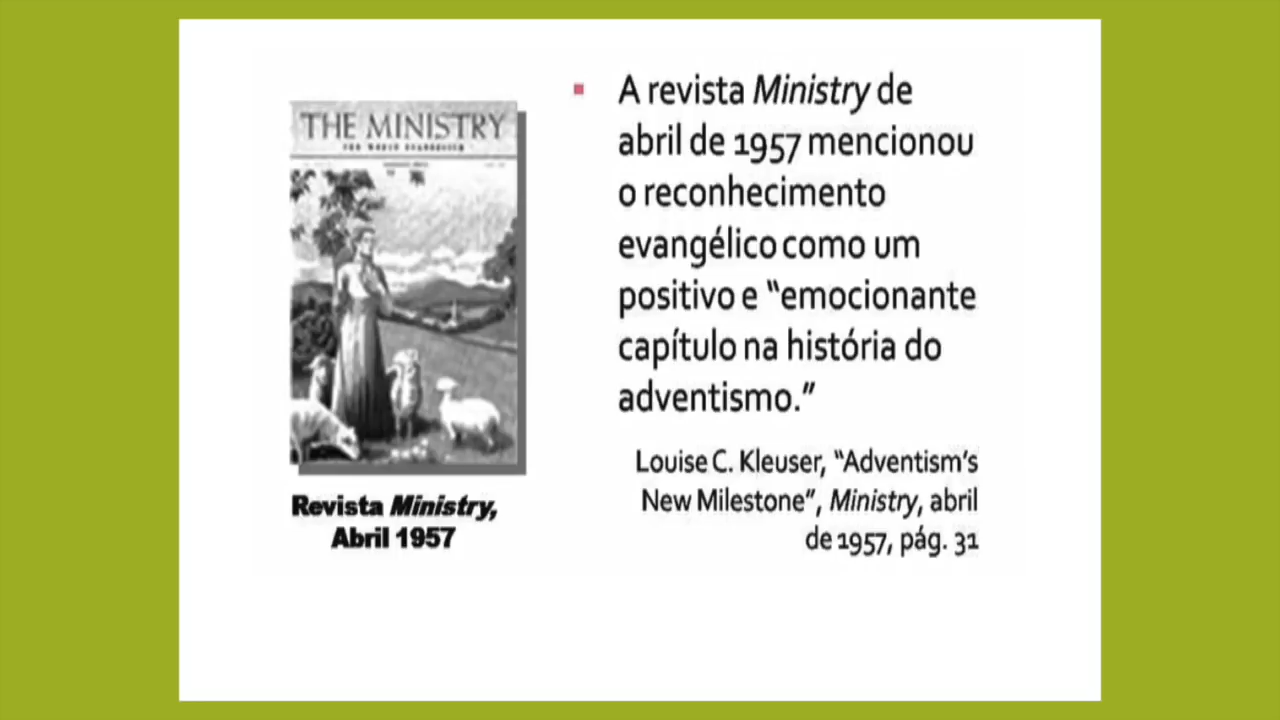 THE MINISTRY
A revista Ministry de
abril de 1957 mencionou
o reconhecimento
evangélico como um
positivo e “emocionante
capítulo na história do
adventismo.”
Louise C. Kleuser, “Adventism’s
New Milestone”, Ministry, abril
de 1957, pág. 31
Revista Ministry,
Abril 1957